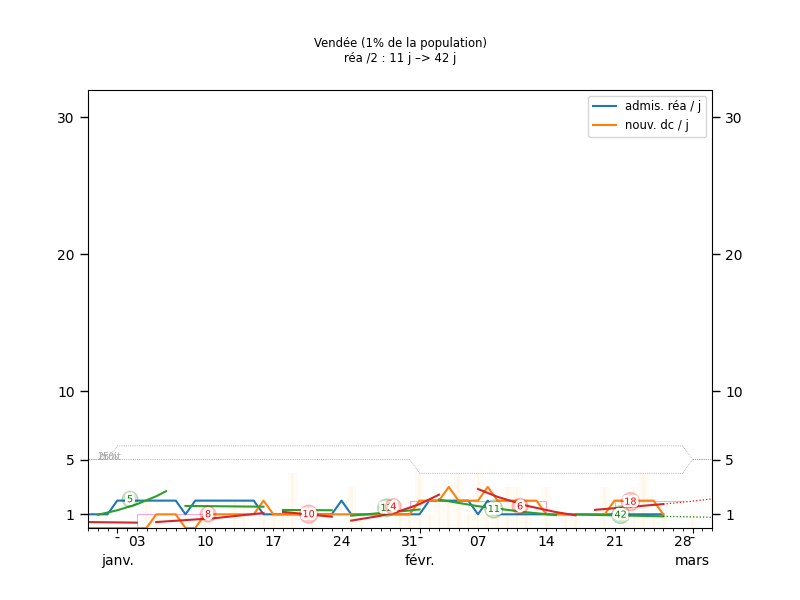 Vendée (1% de la population)
réa /2 : 11 j –> 42 j
admis. réa / j
nouv. dc / j
30 30
20 20
10 10
5 5
1 1
5 8 10 4 11 6 42 18
03 10 17 24 31 07 14 21 28
janv. févr. mars